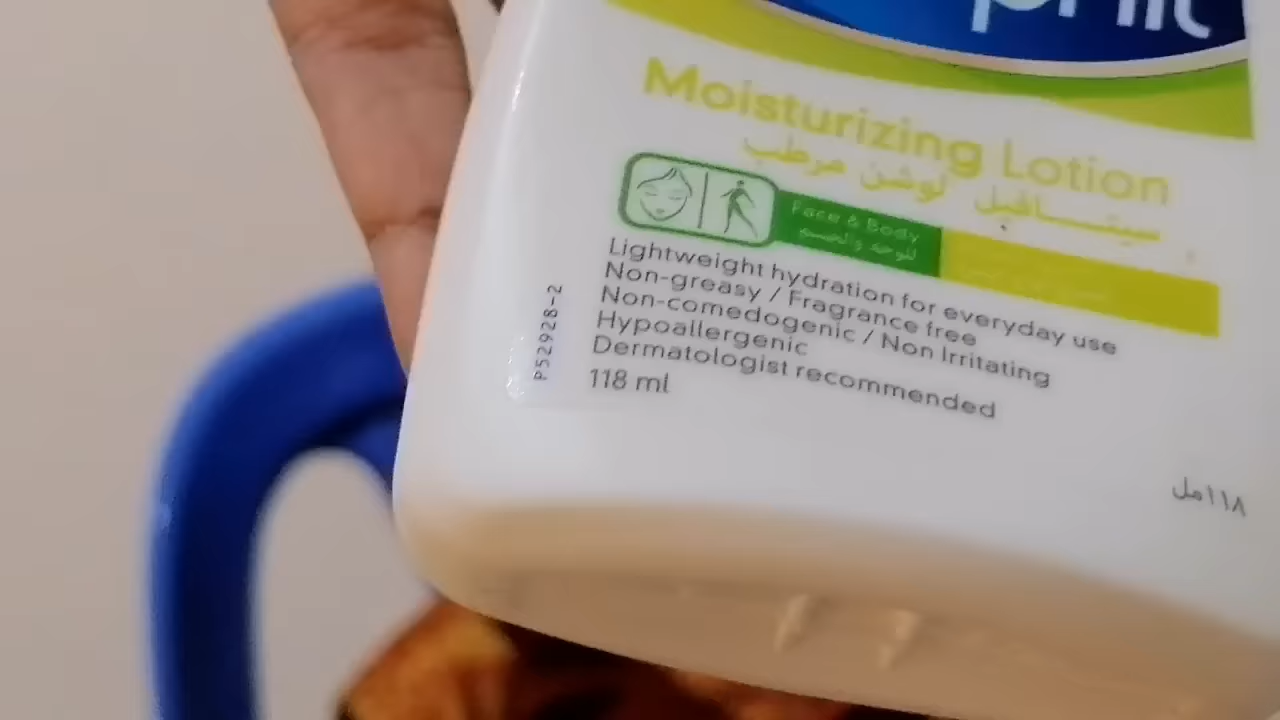 Moisturizing Lotion
سيتافيل لوشن مرطب
Face & Body
للوجه والجسم
Lightweight hydration for everyday use
Non-greasy / Fragrance free
Non-comedogenic / Non Irritating
Hypoallergenic
Dermatologist recommended
118 ml
P52928-2
١١٨مل